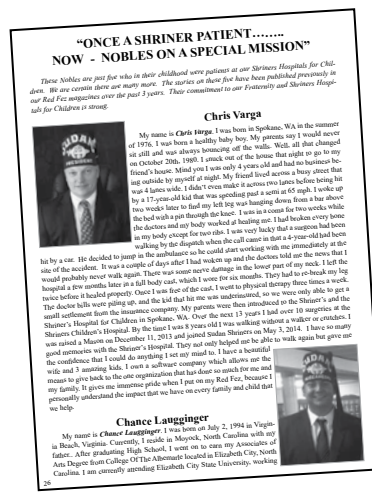 “ONCE A SHRINER PATIENT……..
NOW - NOBLES ON A SPECIAL MISSION”
These Nobles are just five who in their childhood were patients at our Shriners Hospitals for Chil-
dren. We are certain there are many more. The stories on these five have been published previously in
our Red Fez magazines over the past 3 years. Their commitment to our Fraternity and Shriners Hospi-
tals for Children is strong.
Chris Varga
My name is Chris Varga. I was born in Spokane, WA in the summer
of 1976. I was born a healthy baby boy. My parents say I would never
sit still and was always bouncing off the walls. Well, all that changed
on October 20th, 1980. I snuck out of the house that night to go to my
friend's house. Mind you I was only 4 years old and had no business be-
ing outside by myself at night. My friend lived across a busy street that
was 4 lanes wide. I didn't even make it across two lanes before being hit
by a 17-year-old kid that was speeding past a semi at 65 mph. I woke up
two weeks later to find my left leg was hanging down from a bar above
the bed with a pin through the knee. I was in a coma for two weeks while
the doctors and my body worked at healing me. I had broken every bone
in my body except for two ribs. I was very lucky that a surgeon had been
walking by the dispatch when the call came in that a 4-year-old had been
hit by a car. He decided to jump in the ambulance so he could start working with me immediately at the
site of the accident. It was a couple of days after I had woken up and the doctors told me the news that I
would probably never walk again. There was some nerve damage in the lower part of my neck. I left the
hospital a few months later in a full body cast, which I wore for six months. They had to re-break my leg
twice before it healed properly. Once I was free of the cast, I went to physical therapy three times a week.
The doctor bills were piling up, and the kid that hit me was underinsured, so we were only able to get a
small settlement from the insurance company. My parents were then introduced to the Shriner's and the
Shriner's Hospital for Children in Spokane, WA. Over the next 13 years I had over 10 surgeries at the
Shriners Children's Hospital. By the time I was 8 years old I was walking without a walker or crutches. I
was raised a Mason on December 11, 2013 and joined Sudan Shriners on May 3, 2014. I have so many
good memories with the Shriner's Hospital. They not only helped me be able to walk again but gave me
the confidence that I could do anything I set my mind to. I have a beautiful
wife and 3 amazing kids. I own a software company which allows me the
means to give back to the one organization that has done so much for me and
my family. It gives me immense pride when I put on my Red Fez, because I
personally understand the impact that we have on every family and child that
we help.
Chance Laugginger
My name is Chance Laugginger. I was born on July 2, 1994 in Virgin-
ia Beach, Virginia. Currently, I reside in Moyock, North Carolina with my
father. After graduating High School, I went on to earn my Associates of
Arts Degree from College Of The Albemarle located in Elizabeth City, North
Carolina. I am currently attending Elizabeth City State University, working
26
SUDAN
SUDAN